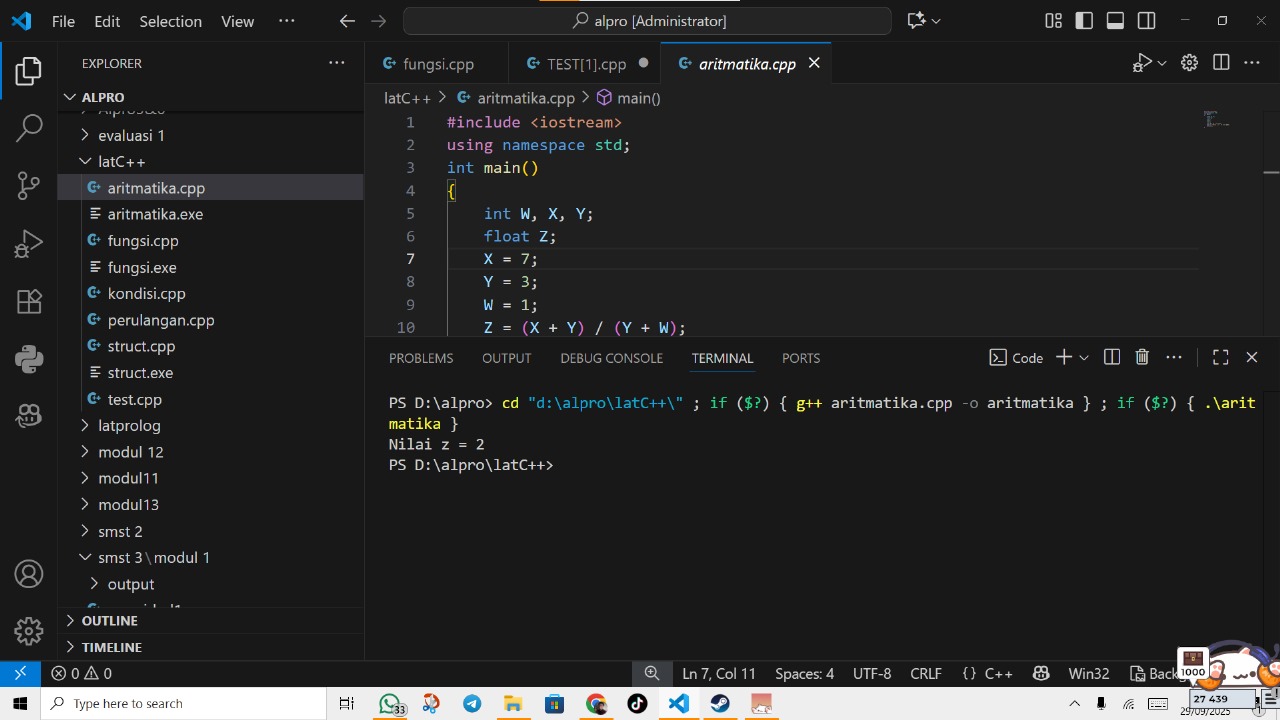 File Edit Selection View ··· alpro [Administrator]
EXPLORER ···
fungsi.cpp TEST[1].cpp aritmatika.cpp
ALPRO
latC++ > aritmatika.cpp > main()
evaluasi 1
latC++
aritmatika.cpp
aritmatika.exe
fungsi.cpp
fungsi.exe
kondisi.cpp
perulangan.cpp
struct.cpp
struct.exe
test.cpp
latprolog
modul 12
modul11
modul13
smst 2
smst 3\modul 1
output
OUTLINE
TIMELINE
1 #include <iostream>
2 using namespace std;
3 int main()
4 {
5 int W, X, Y;
6 float Z;
7 X = 7;
8 Y = 3;
9 W = 1;
10 Z = (X + Y) / (Y + W);
PROBLEMS OUTPUT DEBUG CONSOLE TERMINAL PORTS Code
PS D:\alpro> cd "d:\alpro\latC++\" ; if ($?) { g++ aritmatika.cpp -o aritmatika } ; if ($?) { .\arit
matika }
Nilai z = 2
PS D:\alpro\latC++>
0 0 Ln 7, Col 11 Spaces: 4 UTF-8 CRLF {} C++ Win32
1000
27 439
Type here to search 33
29/09/2025